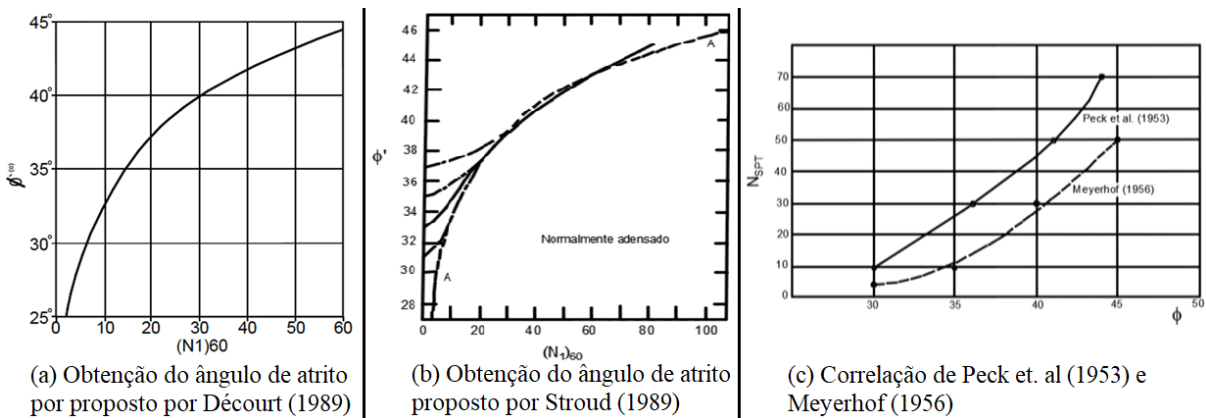 45°
40°
35°
30°
25°
ϕ'(o)
0
10
20
30
40
50
60
(N1)60
(a) Obtenção do ângulo de atrito
por proposto por Décourt (1989)
46
44
42
40
38
36
34
32
30
28
ϕ'
A
A
Normalmente adensado
0
20
40
60
80
100
(N₁)₆₀
(b) Obtenção do ângulo de atrito
proposto por Stroud (1989)
70
60
50
40
30
20
10
0
N_SPT
Peck et al. (1953)
Meyerhof (1956)
30
35
40
45
50
ϕ
(c) Correlação de Peck et. al (1953) e
Meyerhof (1956)